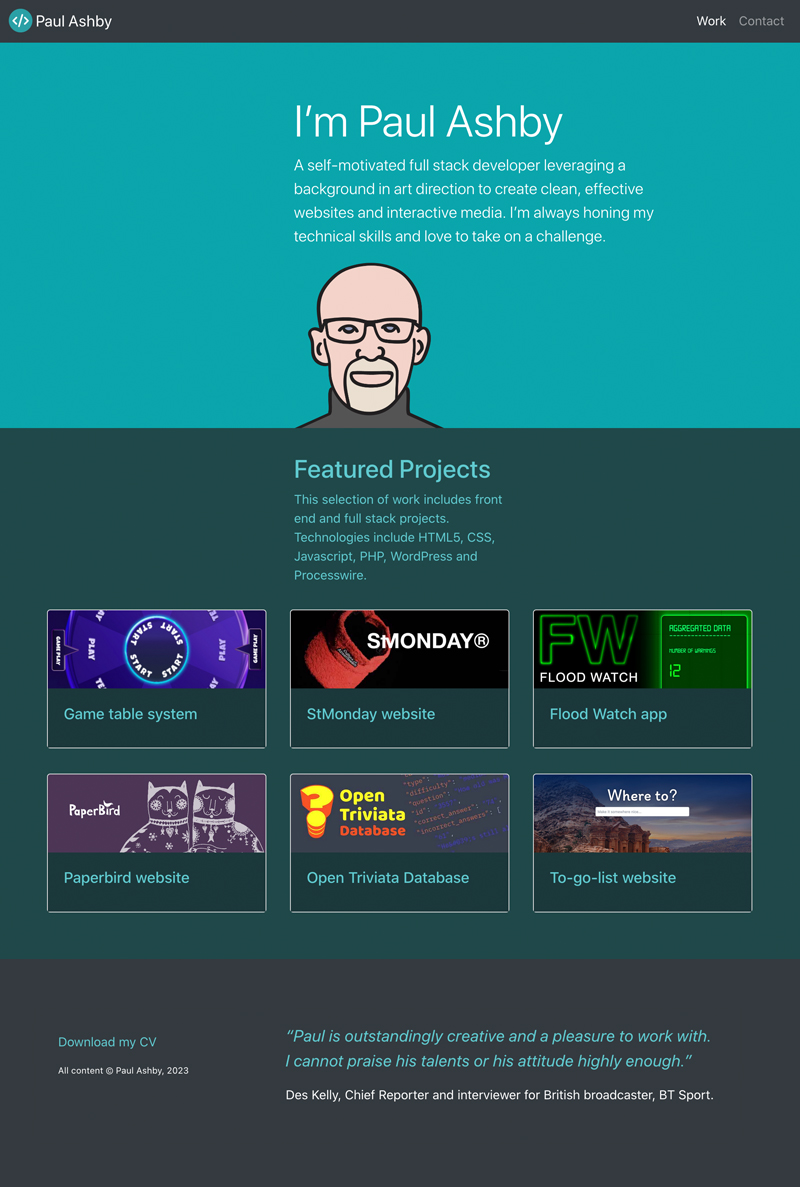 </> Paul Ashby
Work Contact
I’m Paul Ashby
A self-motivated full stack developer leveraging a
background in art direction to create clean, effective
websites and interactive media. I’m always honing my
technical skills and love to take on a challenge.
Featured Projects
This selection of work includes front
end and full stack projects.
Technologies include HTML5, CSS,
Javascript, PHP, WordPress and
Processwire.
GAME PLAY
PLAY
START START START START
PLAY
GAME PLAY
Game table system
StMONDAY®
StMonday website
FW
FLOOD WATCH
AGGREGATED DATA
NUMBER OF WARNINGS
12
Flood Watch app
PaperBird
Paperbird website
Open
Triviata
Database
"type":
"difficulty":
"question":
"id":
"correct_answer":
"incorrect_answers": [
Open Triviata Database
Where to?
To-go-list website
Download my CV
All content © Paul Ashby, 2023
“Paul is outstandingly creative and a pleasure to work with.
I cannot praise his talents or his attitude highly enough.”
Des Kelly, Chief Reporter and interviewer for British broadcaster, BT Sport.